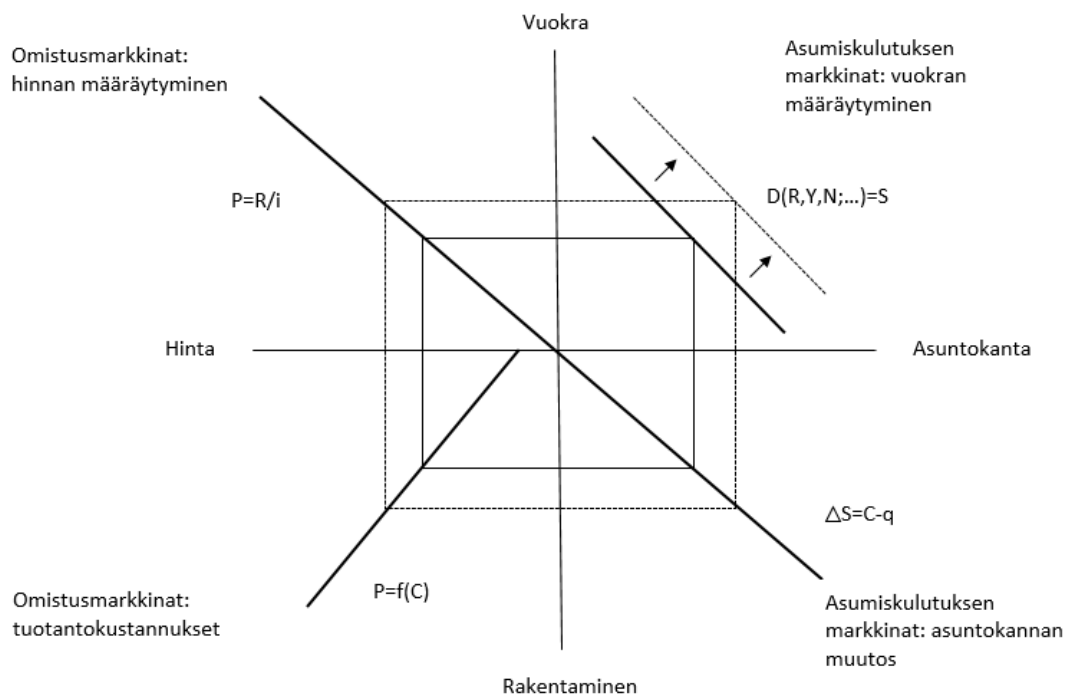 Vuokra
Omistusmarkkinat:
hinnan määräytyminen
Asumiskulutuksen
markkinat: vuokran
määräytyminen
P=R/i
D(R,Y,N;...)=S
Hinta
Asuntokanta
△S=C-q
P=f(C)
Omistusmarkkinat:
tuotantokustannukset
Asumiskulutuksen
markkinat: asuntokannan
muutos
Rakentaminen